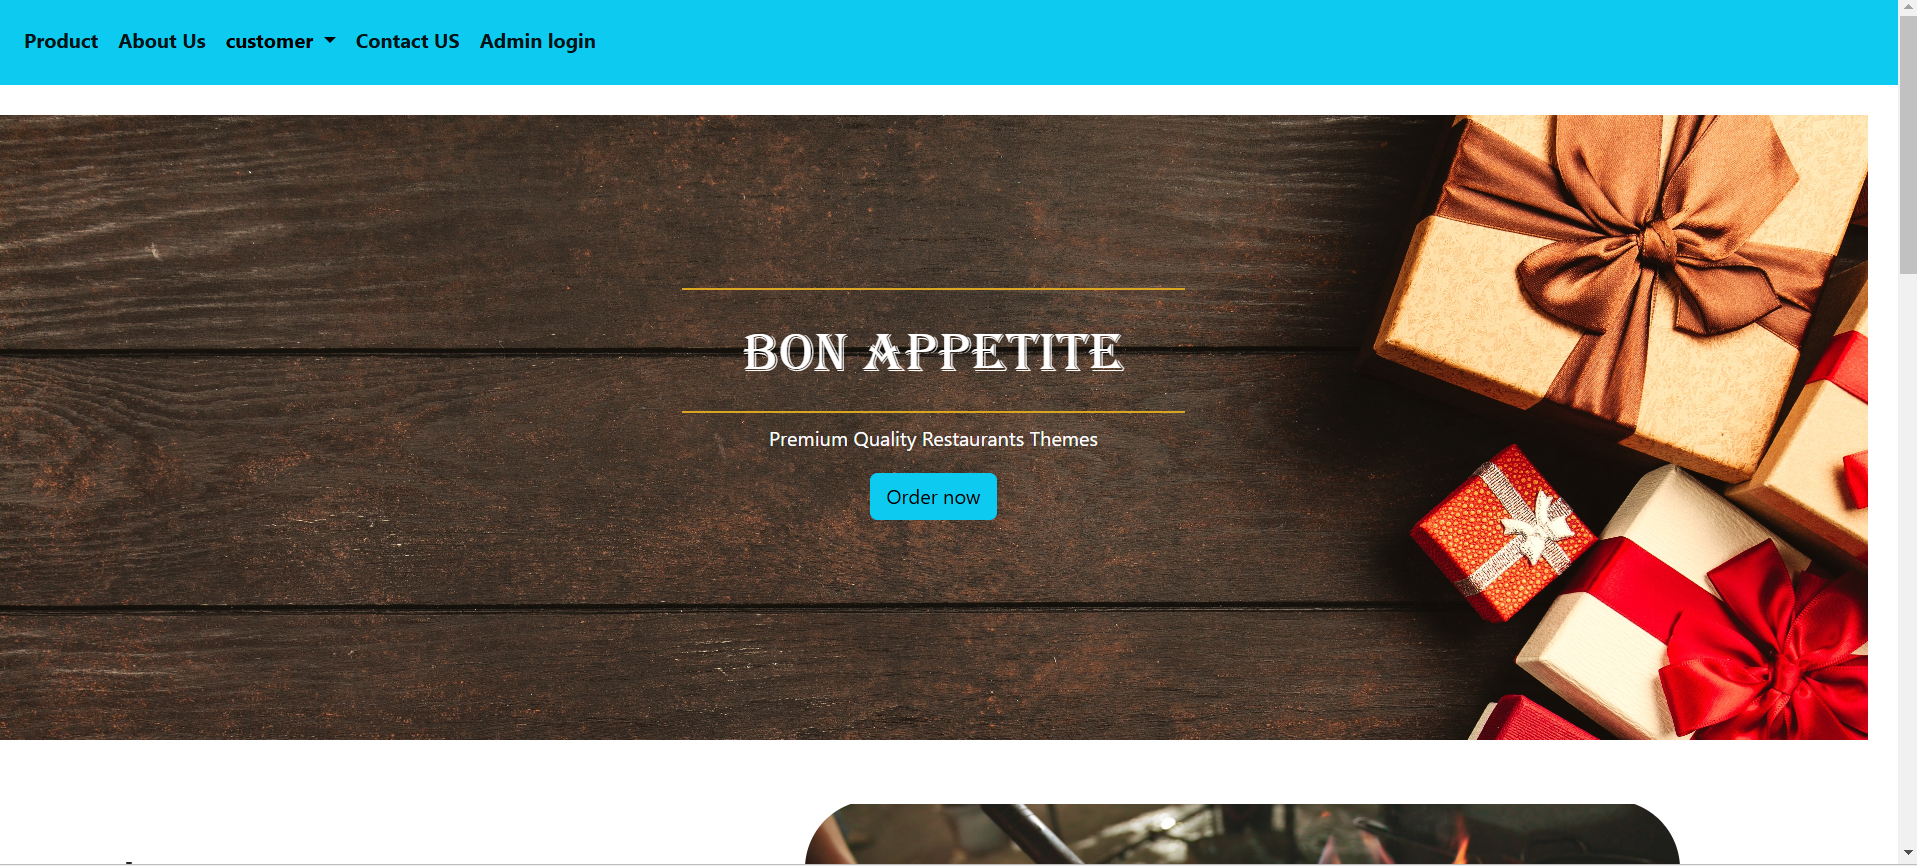 Product About Us customer Contact US Admin login
BON APPETITE
Premium Quality Restaurants Themes
Order now